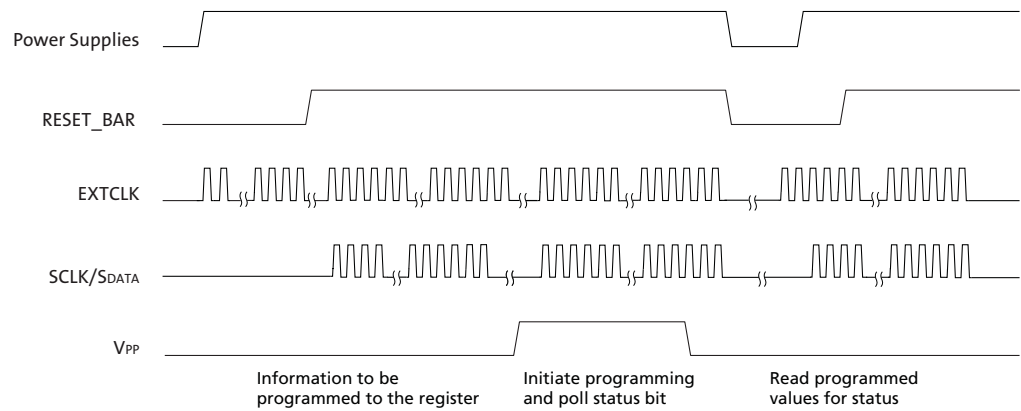 Power Supplies
RESET_BAR
EXTCLK
SCLK/SDATA
VPP
Information to be
programmed to the register
Initiate programming
and poll status bit
Read programmed
values for status